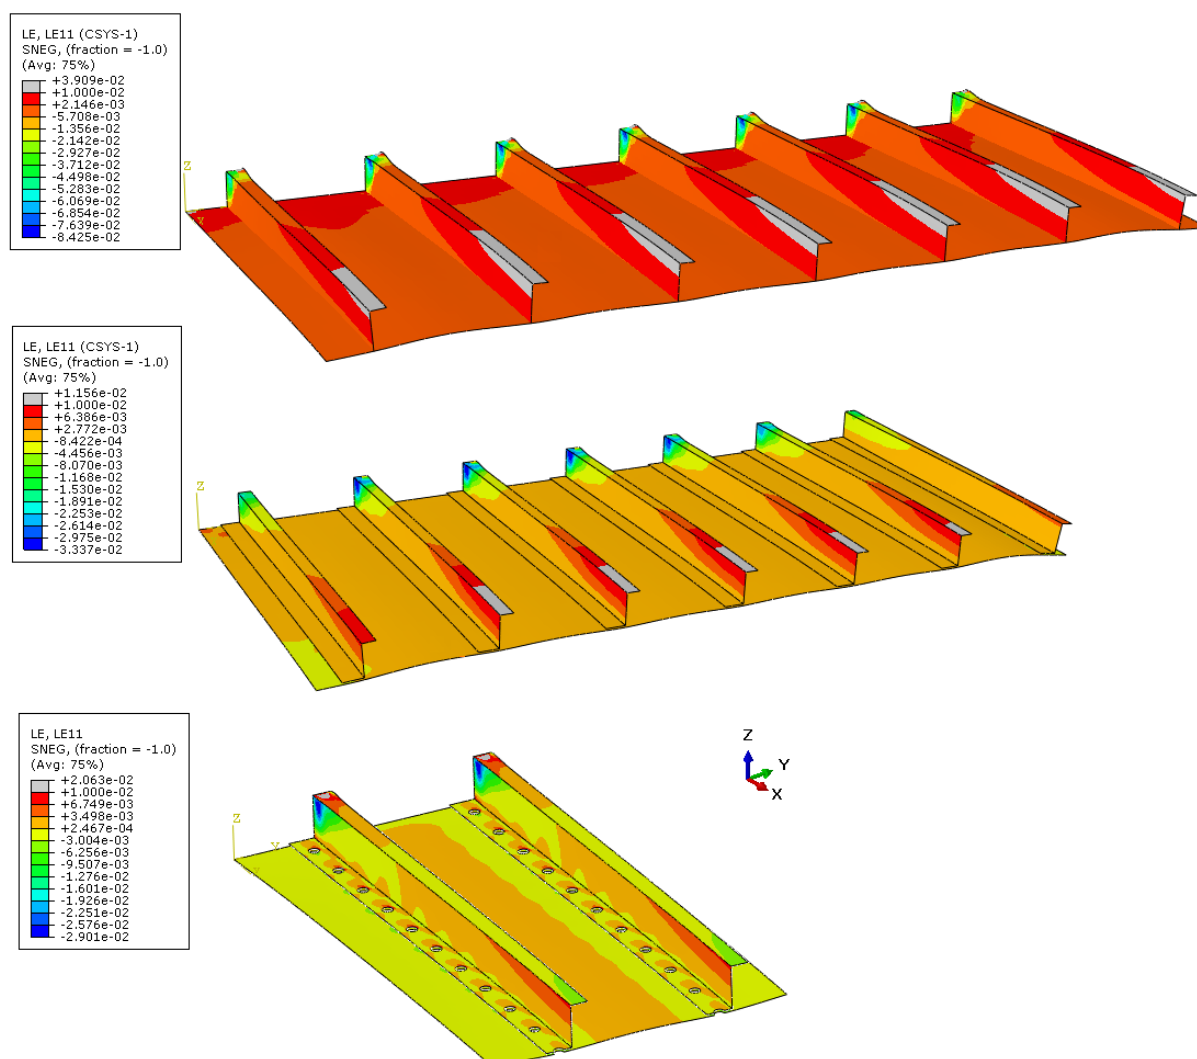 LE, LE11 (CSYS-1)
SNEG, (fraction = -1.0)
(Avg: 75%)
+3.909e-02
+1.000e-02
+2.146e-03
-5.708e-03
-1.356e-02
-2.142e-02
-2.927e-02
-3.712e-02
-4.498e-02
-5.283e-02
-6.069e-02
-6.854e-02
-7.639e-02
-8.425e-02
Z
Y
LE, LE11 (CSYS-1)
SNEG, (fraction = -1.0)
(Avg: 75%)
+1.156e-02
+1.000e-02
+6.386e-03
+2.772e-03
-8.422e-04
-4.456e-03
-8.070e-03
-1.168e-02
-1.530e-02
-1.891e-02
-2.253e-02
-2.614e-02
-2.975e-02
-3.337e-02
Z
LE, LE11
SNEG, (fraction = -1.0)
(Avg: 75%)
+2.063e-02
+1.000e-02
+6.749e-03
+3.498e-03
+2.467e-04
-3.004e-03
-6.256e-03
-9.507e-03
-1.276e-02
-1.601e-02
-1.926e-02
-2.251e-02
-2.576e-02
-2.901e-02
Z
Y
Z
Y
X